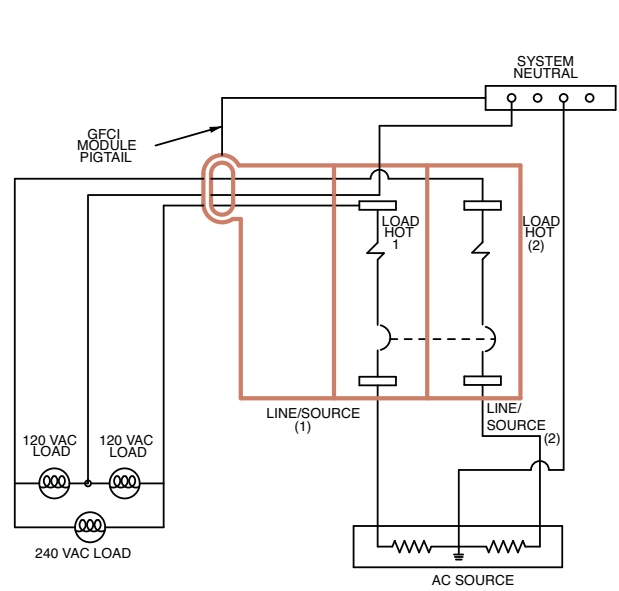 SYSTEM
NEUTRAL
GFCI
MODULE
PIGTAIL
LOAD
HOT
1
LOAD
HOT
(2)
LINE/SOURCE
(1)
LINE/
SOURCE
(2)
120 VAC
LOAD
120 VAC
LOAD
240 VAC LOAD
AC SOURCE